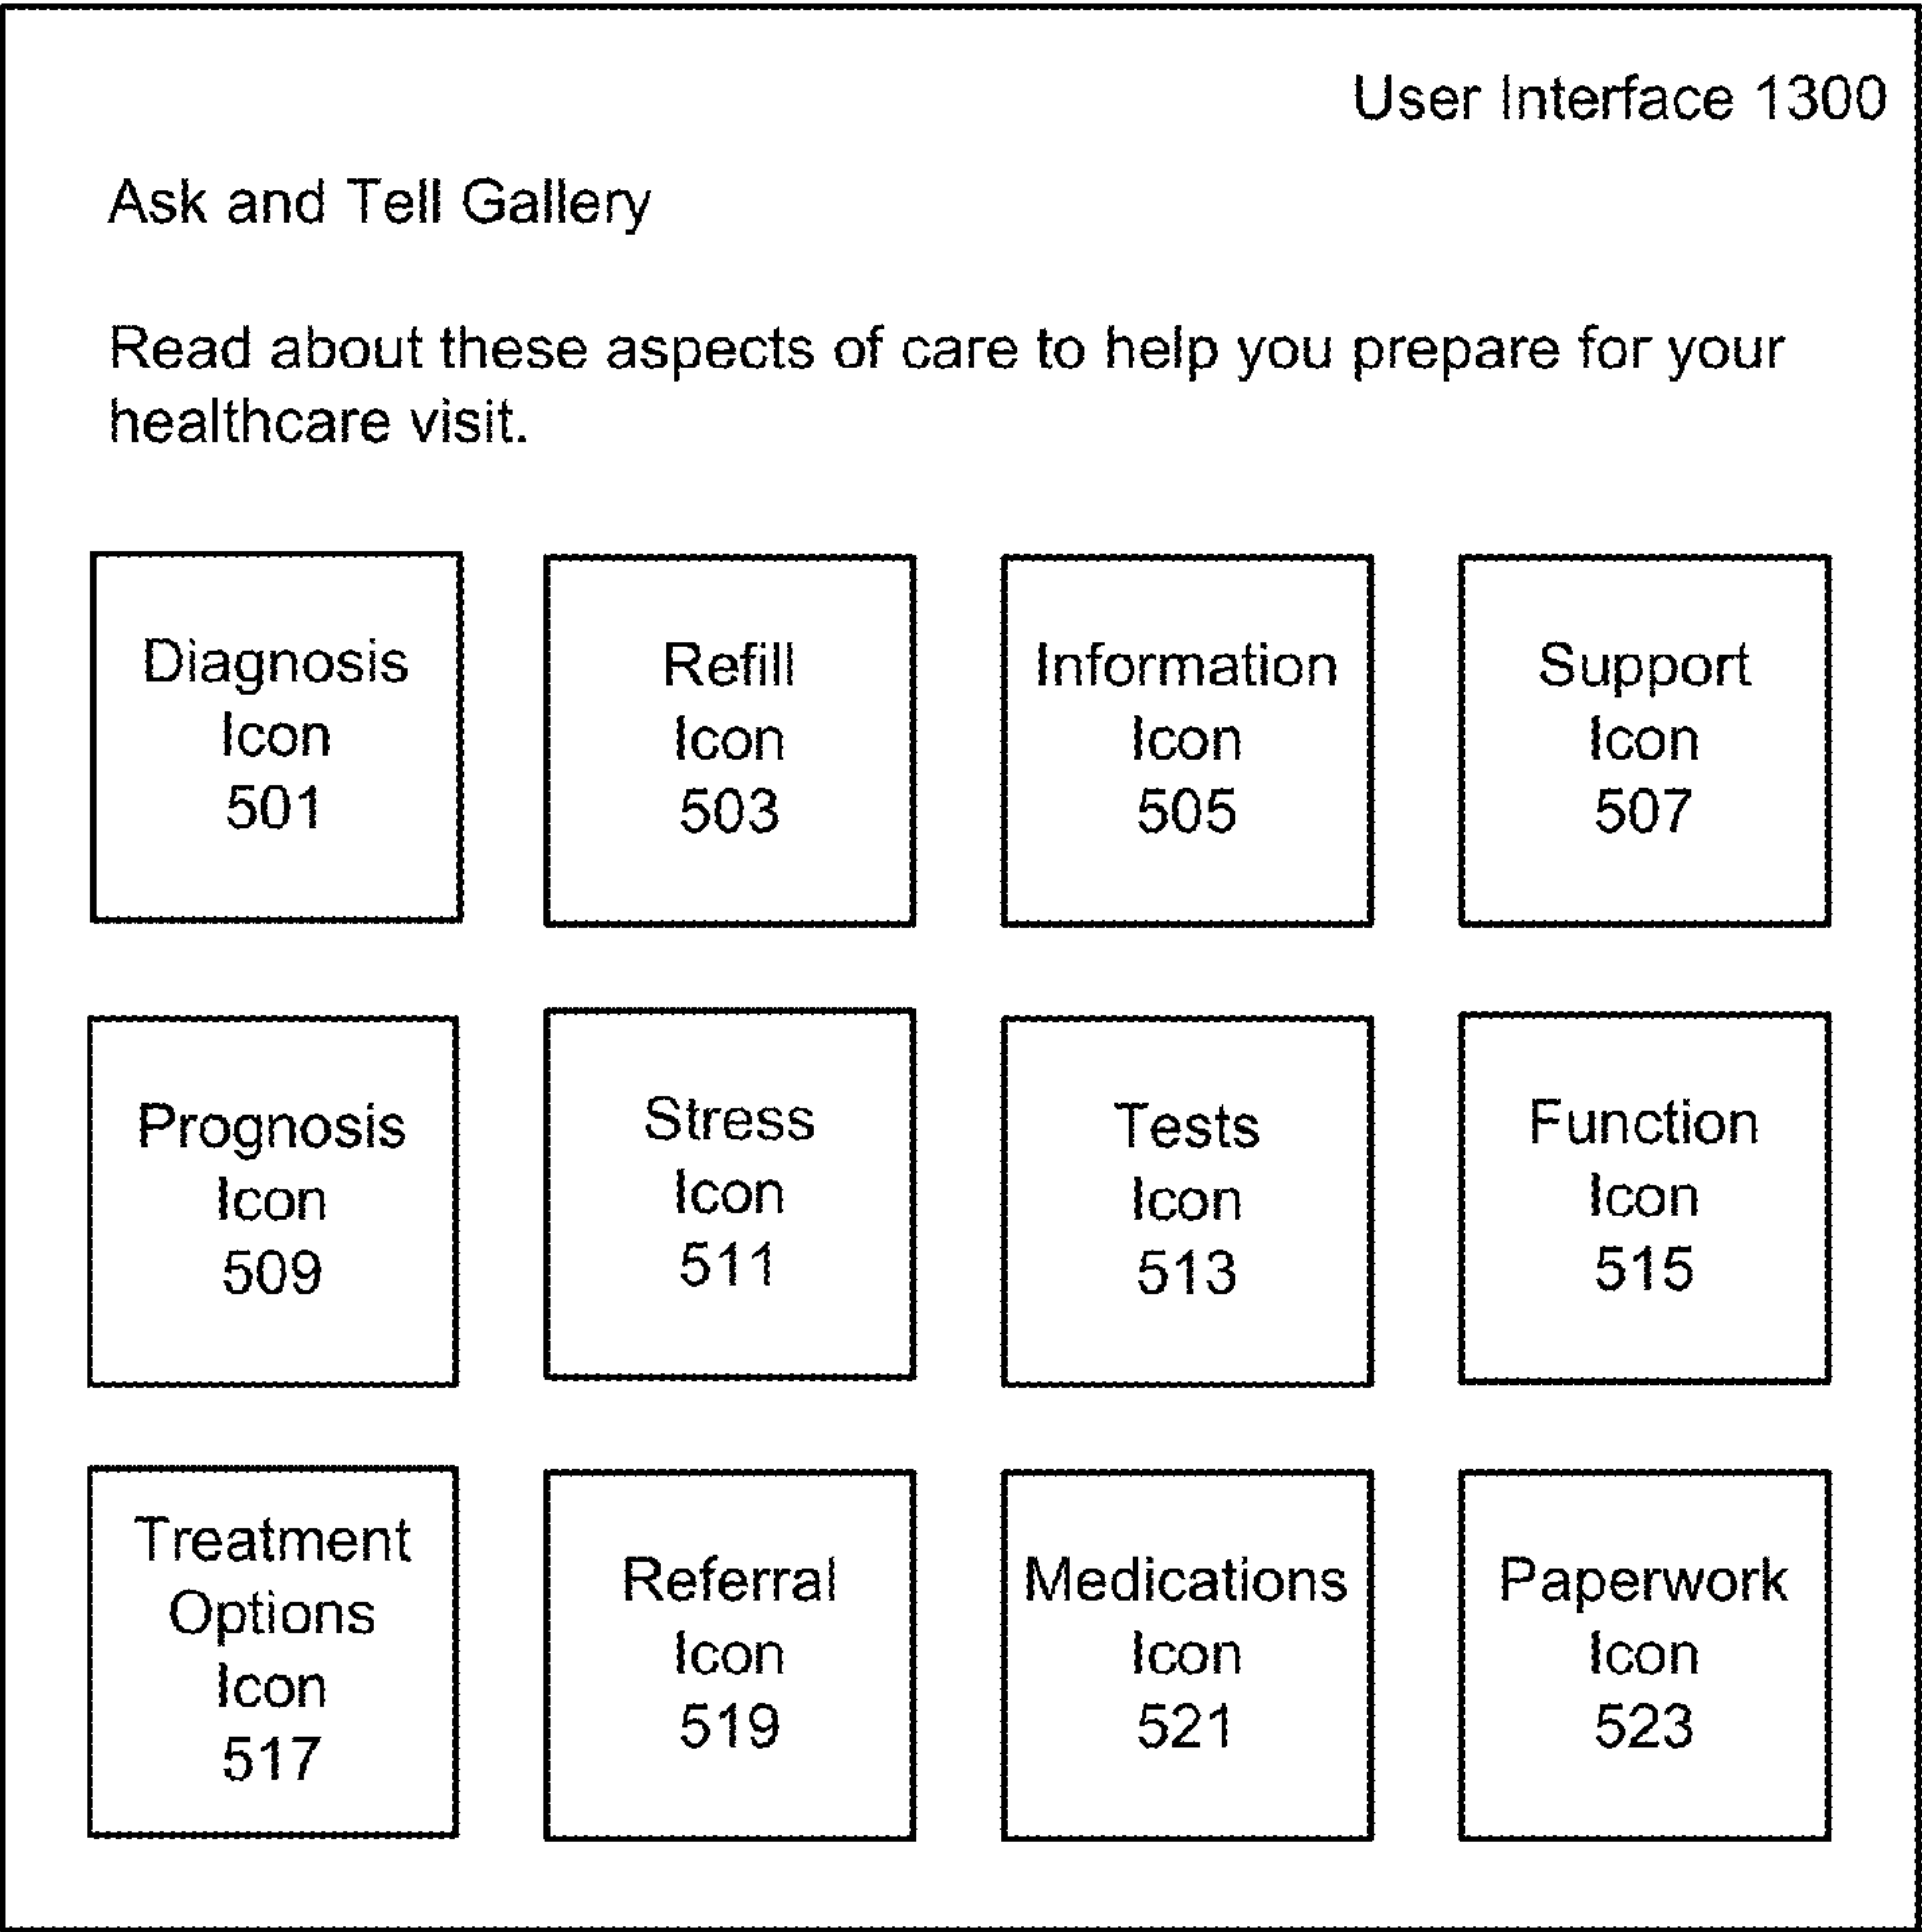 User Interface 1300
Ask and Tell Gallery
Read about these aspects of care to help you prepare for your
healthcare visit.
Diagnosis
Icon
501
Refill
Icon
503
Information
Icon
505
Support
Icon
507
Prognosis
Icon
509
Stress
Icon
511
Tests
Icon
513
Function
Icon
515
Treatment
Options
Icon
517
Referral
Icon
519
Medications
Icon
521
Paperwork
Icon
523